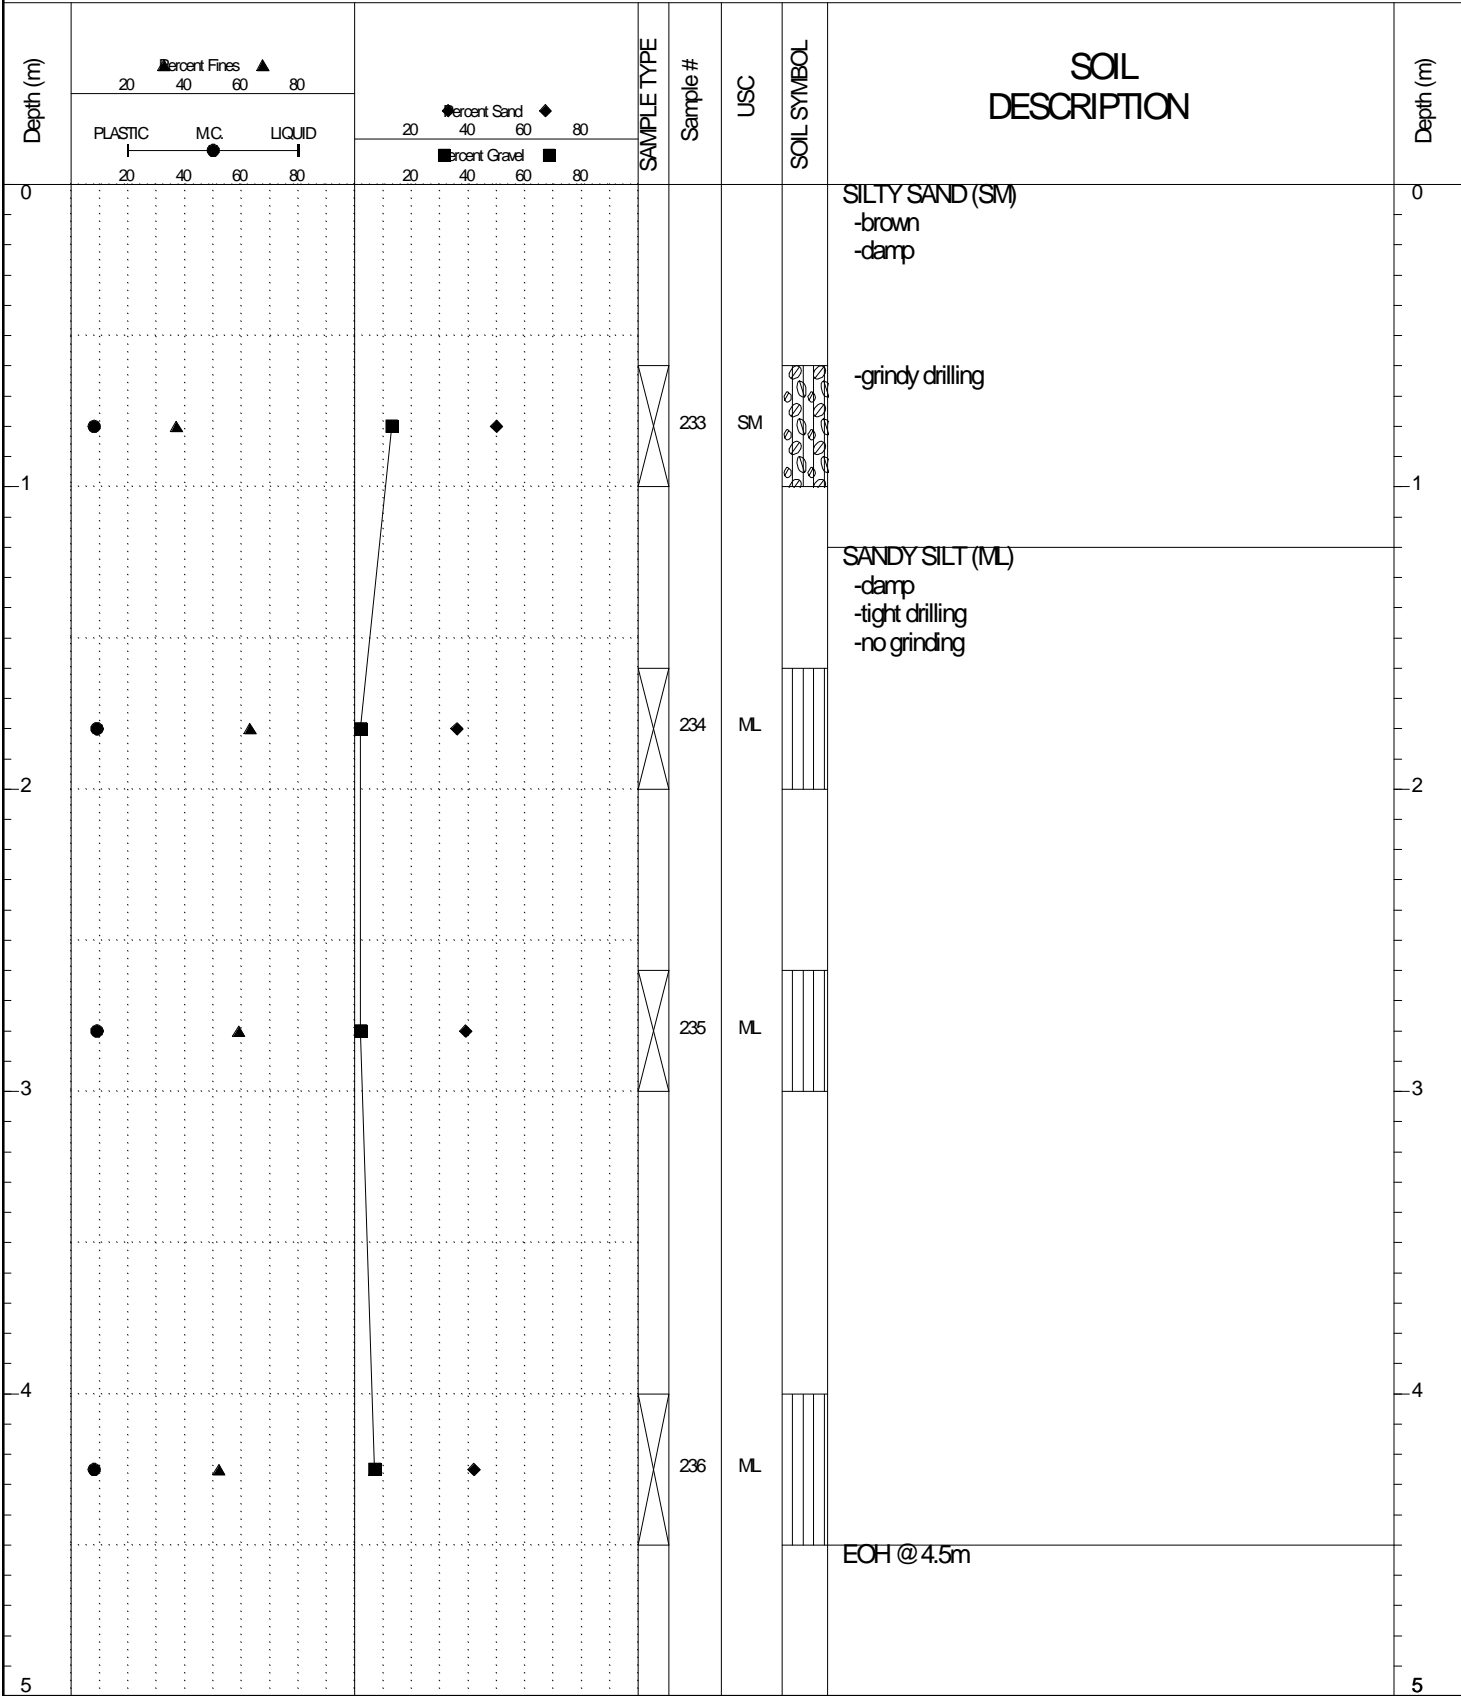 Depth (m)
Percent Fines
20 40 60 80
PLASTIC M.C. LIQUID
20 40 60 80
Percent Sand
20 40 60 80
Percent Gravel
20 40 60 80
SAMPLE TYPE
Sample #
USC
SOIL SYMBOL
SOIL
DESCRIPTION
Depth (m)
0 SILTY SAND (SM) 0
-brown
-damp
-grindy drilling
233 SM
1 1
SANDY SILT (ML)
-damp
-tight drilling
-no grinding
234 ML
2 2
235 ML
3 3
4 4
236 ML
EOH @ 4.5m
5 5